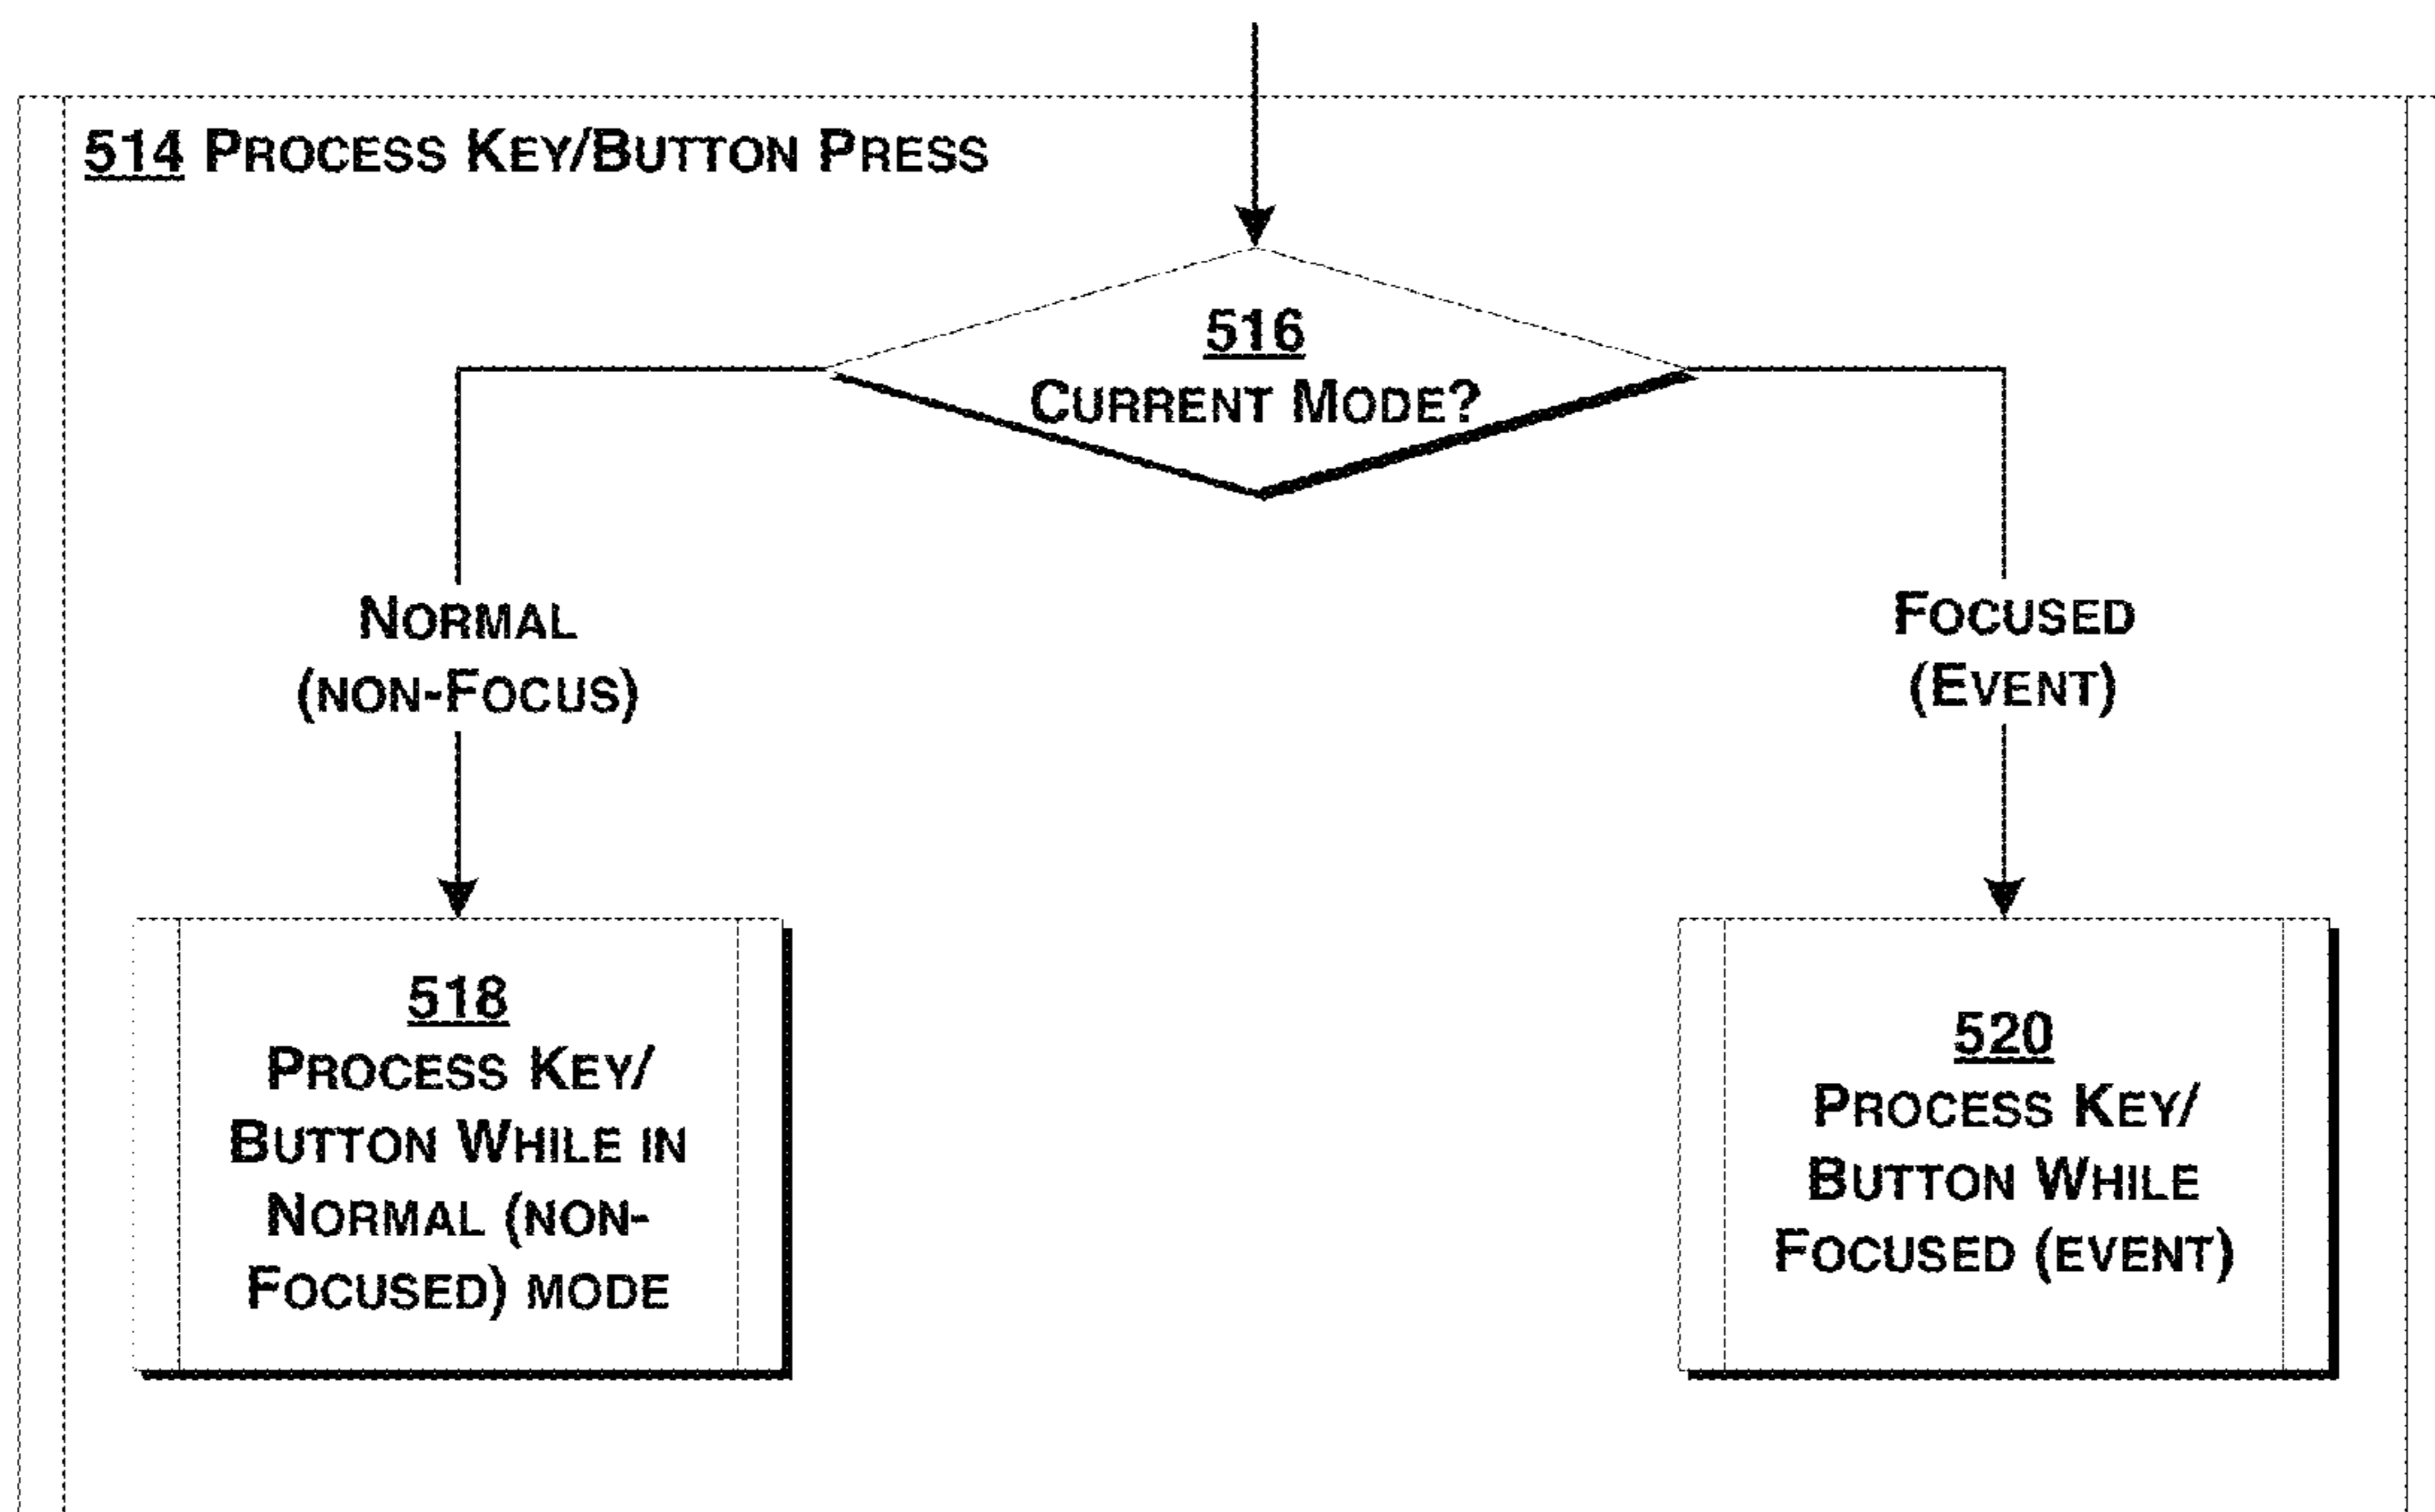 514 PROCESS KEY/BUTTON PRESS
516
CURRENT MODE?
NORMAL
(NON-FOCUS)
FOCUSED
(EVENT)
518
PROCESS KEY/
BUTTON WHILE IN
NORMAL (NON-
FOCUSED) MODE
520
PROCESS KEY/
BUTTON WHILE
FOCUSED (EVENT)